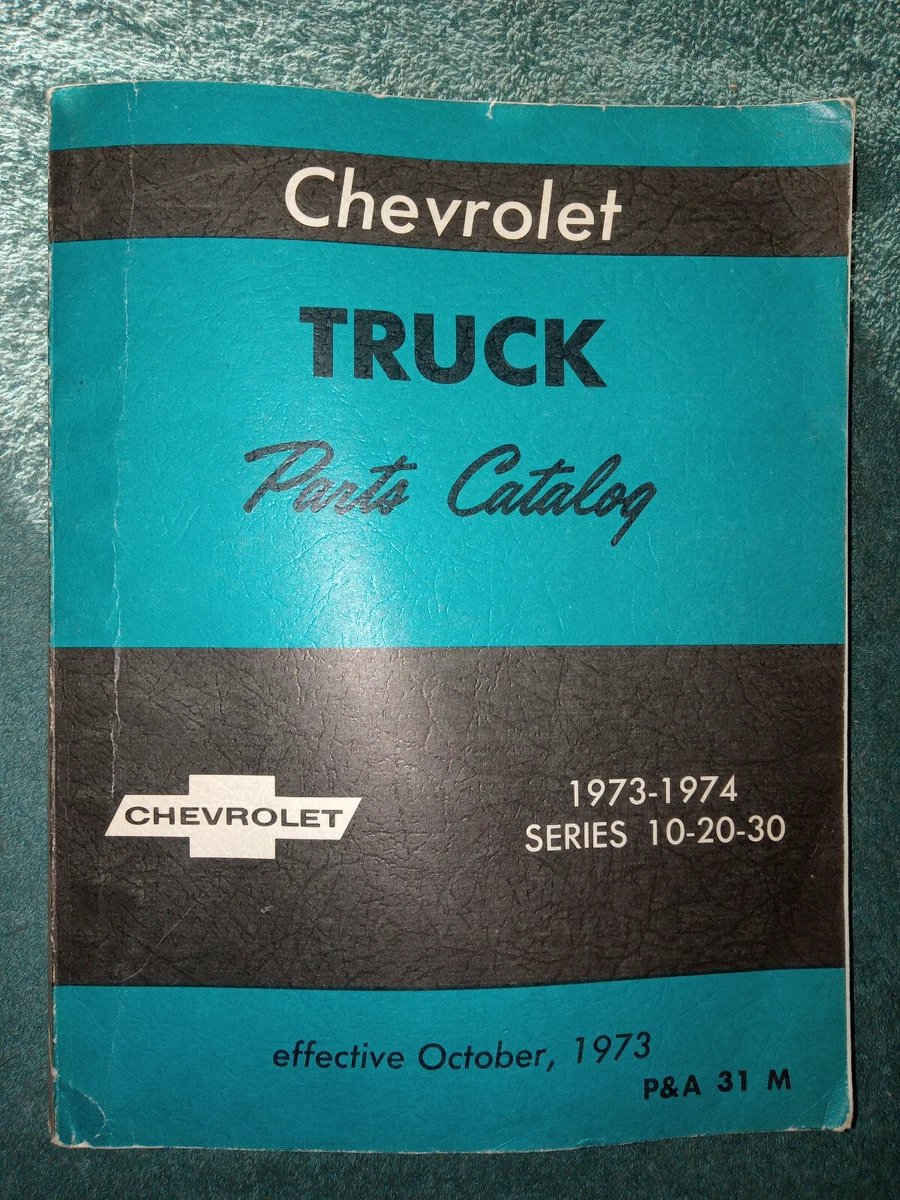 Chevrolet
TRUCK
Parts Catalog
CHEVROLET
1973-1974
SERIES 10-20-30
effective October, 1973
P&A 31 M